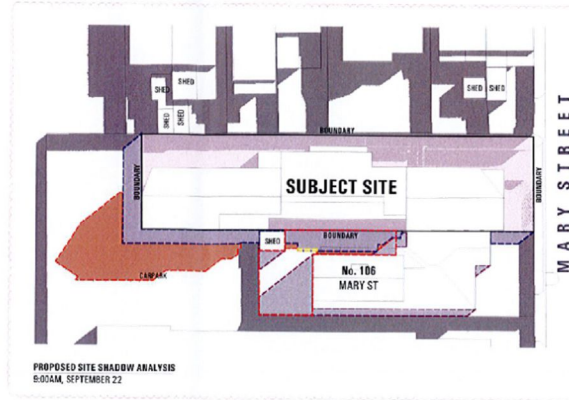 SHED
SHED
SHED
SHED
SHED
SHED
BOUNDARY
MARY STREET
BOUNDARY
SUBJECT SITE
BOUNDARY
SHED
BOUNDARY
No. 106
MARY ST
CARPARK
PROPOSED SITE SHADOW ANALYSIS
9:00AM, SEPTEMBER 22